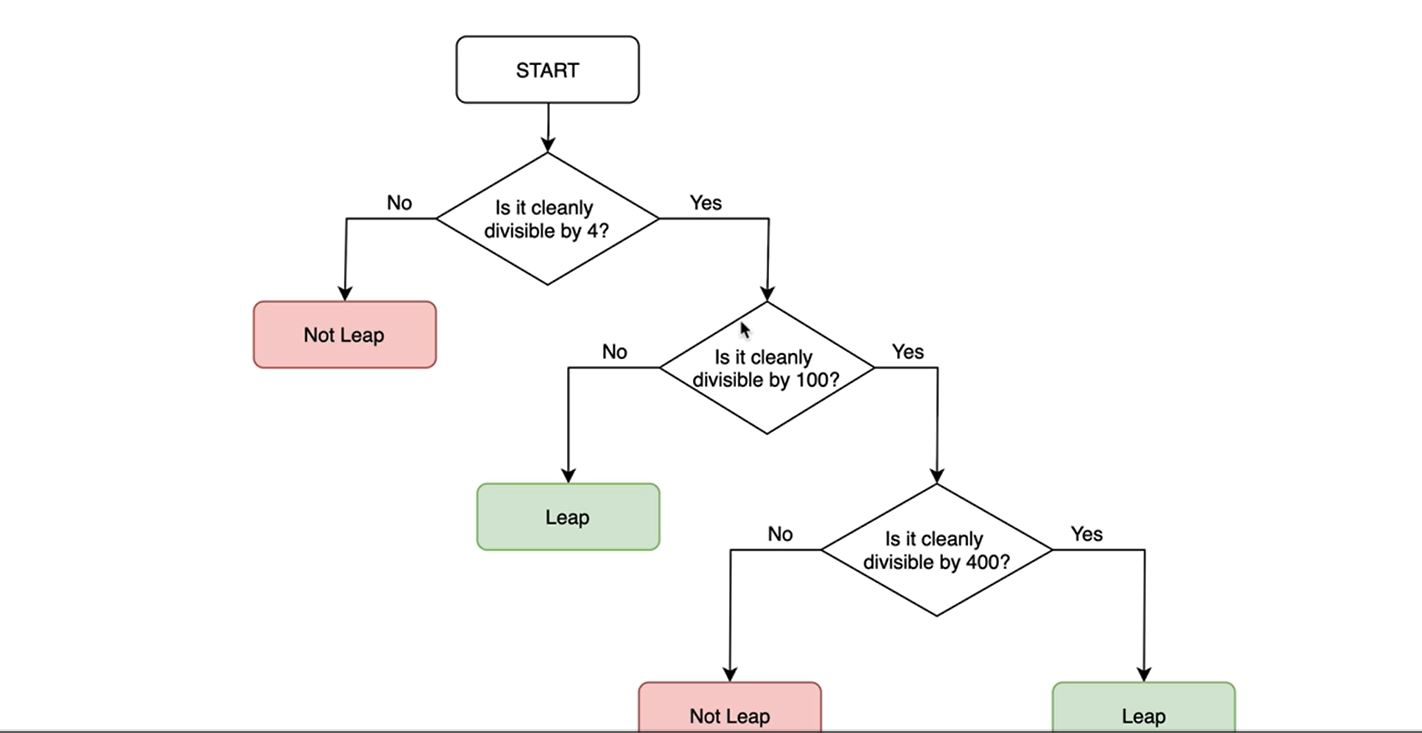 START
No
Yes
Is it cleanly
divisible by 4?
Not Leap
No
Yes
Is it cleanly
divisible by 100?
Leap
No
Yes
Is it cleanly
divisible by 400?
Not Leap
Leap